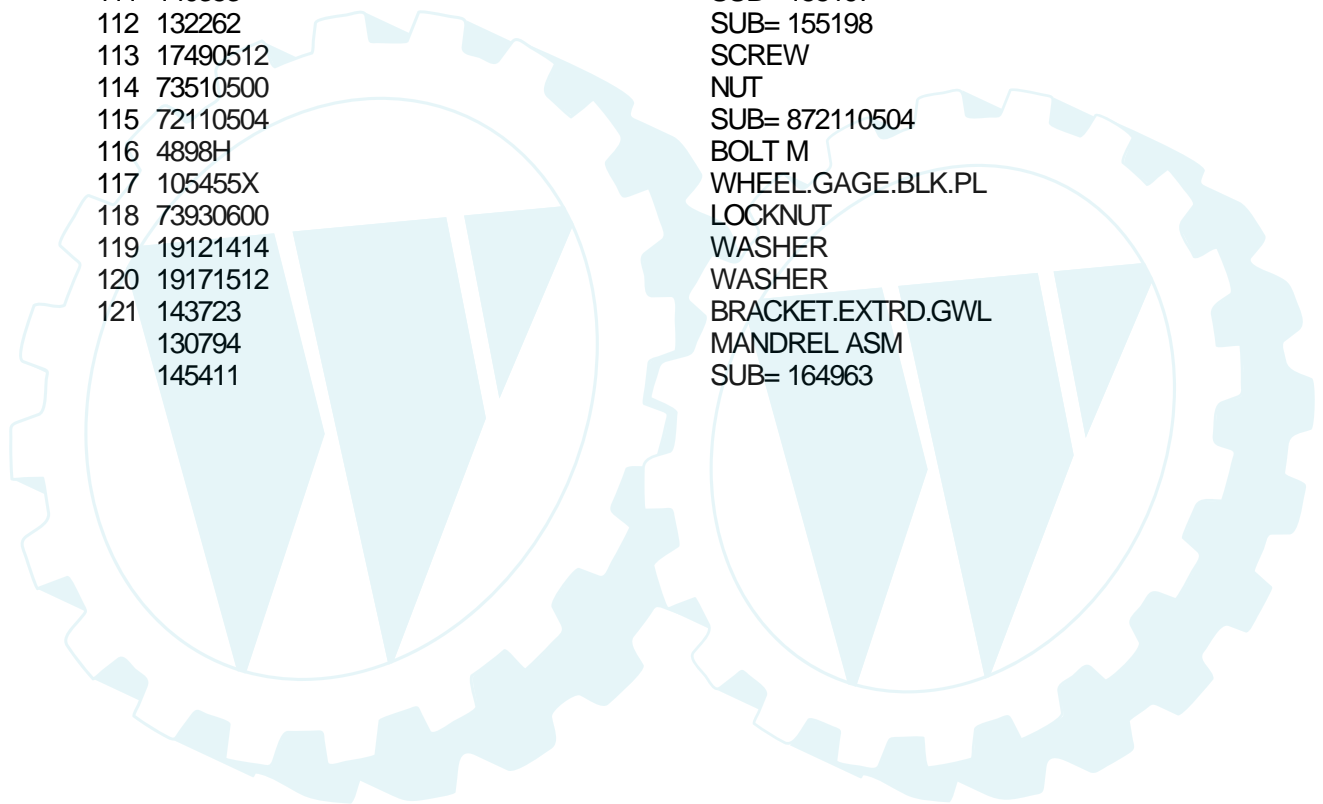 112 132262 SUB= 155198
113 17490512 SCREW
114 73510500 NUT
115 72110504 SUB= 872110504
116 4898H BOLT M
117 105455X WHEEL.GAGE.BLK.PL
118 73930600 LOCKNUT
119 19121414 WASHER
120 19171512 WASHER
121 143723 BRACKET.EXTRD.GWL
130794 MANDREL ASM
145411 SUB= 164963